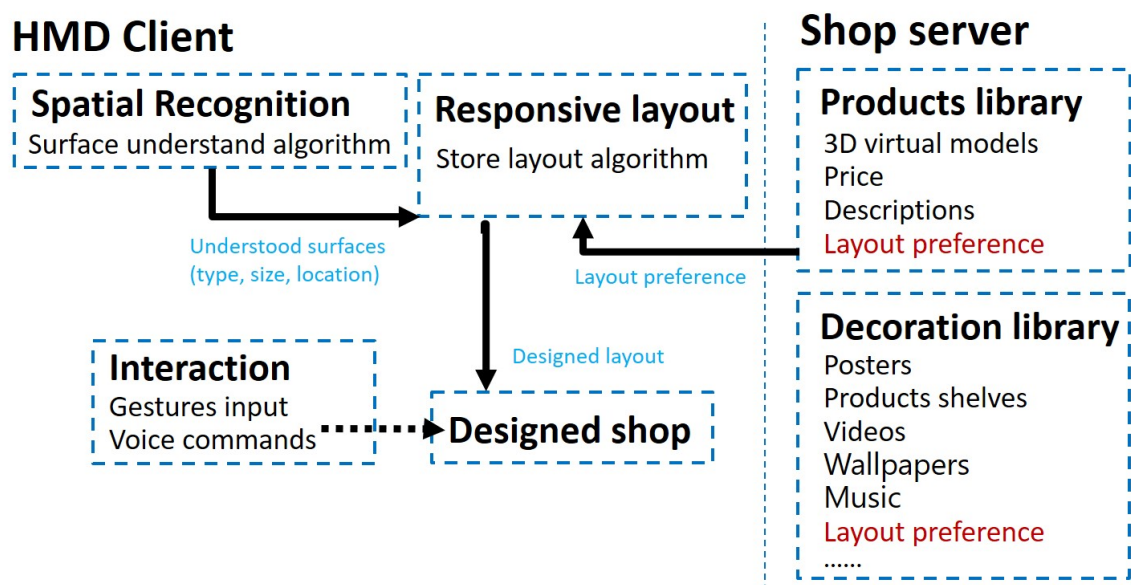 HMD Client
Spatial Recognition
Surface understand algorithm
Responsive layout
Store layout algorithm
Understood surfaces
(type, size, location)
Layout preference
Designed layout
Interaction
Gestures input
Voice commands
Designed shop
Shop server
Products library
3D virtual models
Price
Descriptions
Layout preference
Decoration library
Posters
Products shelves
Videos
Wallpapers
Music
Layout preference
......